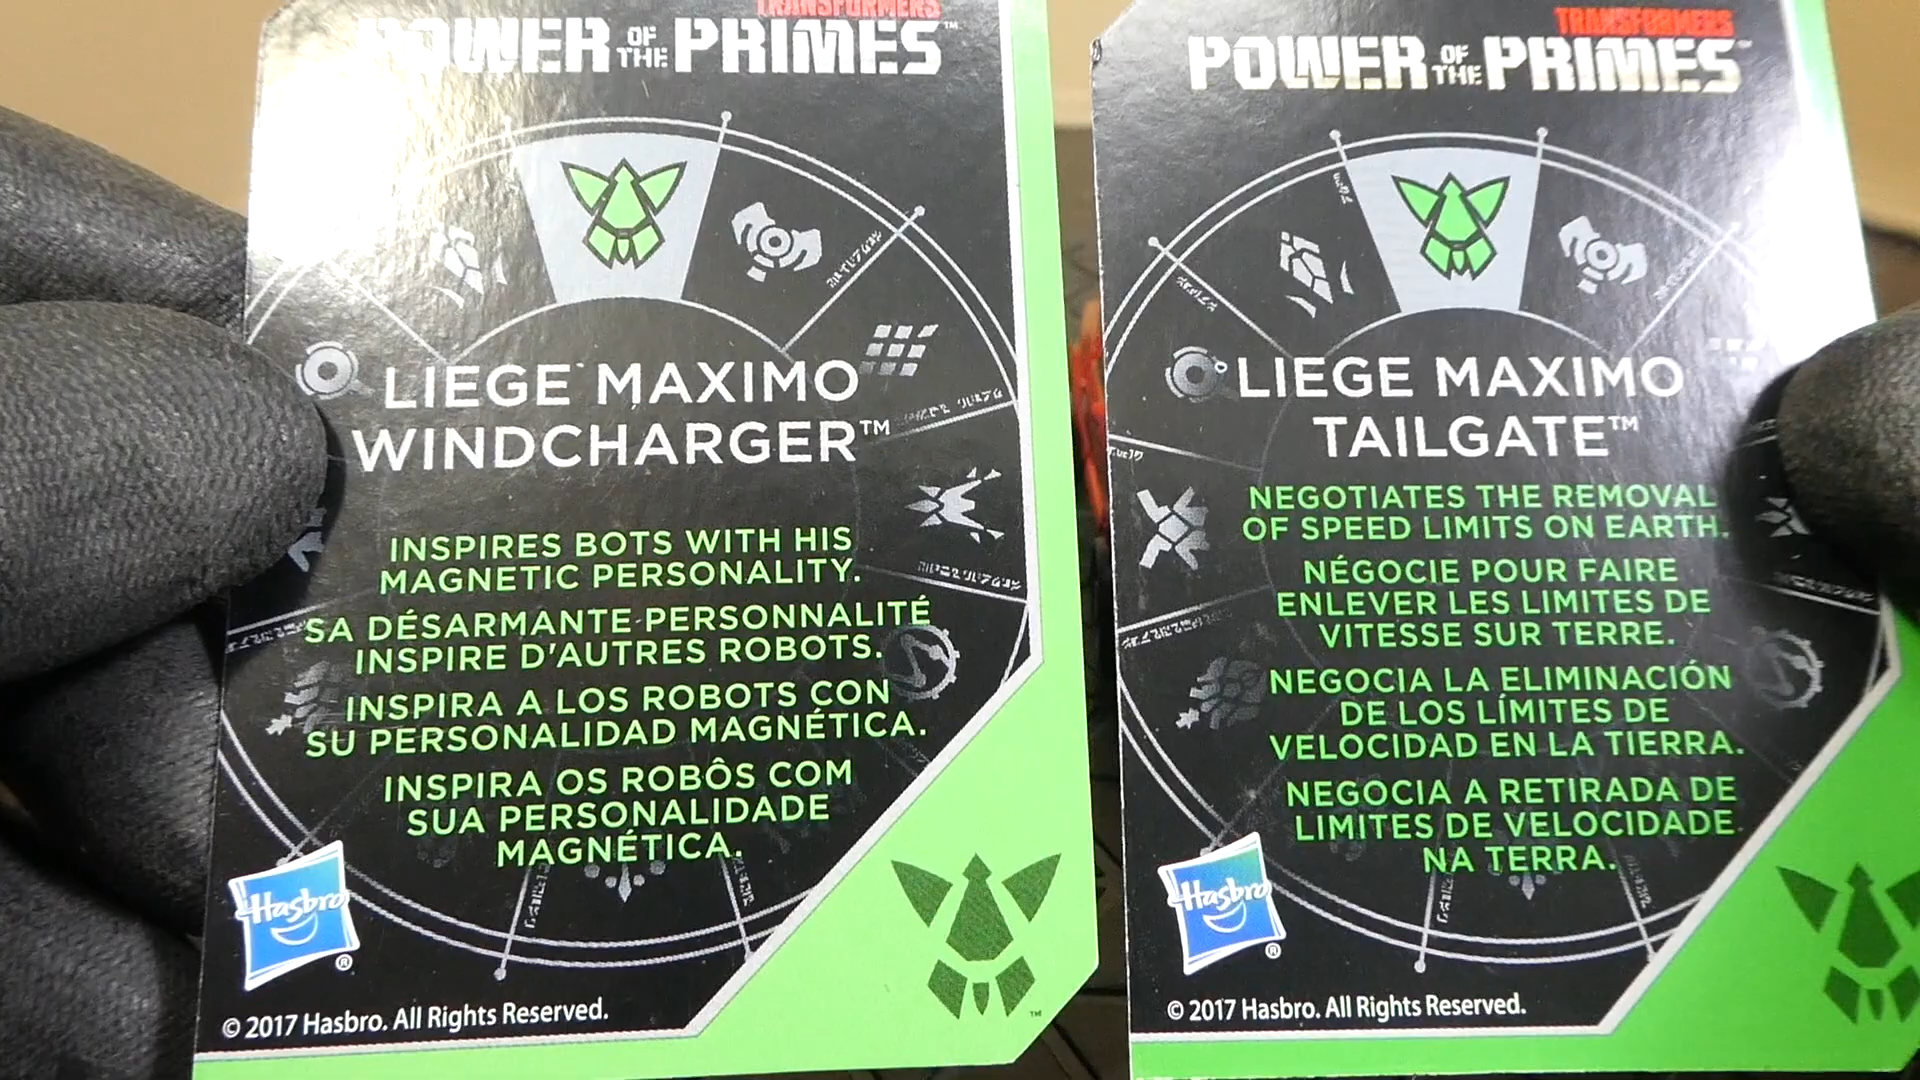 TRANSFORMERS
POWER OF THE PRIMES™
LIEGE MAXIMO
WINDCHARGER™
INSPIRES BOTS WITH HIS
MAGNETIC PERSONALITY.
SA DÉSARMANTE PERSONNALITÉ
INSPIRE D'AUTRES ROBOTS.
INSPIRA A LOS ROBOTS CON
SU PERSONALIDAD MAGNÉTICA.
INSPIRA OS ROBÔS COM
SUA PERSONALIDADE
MAGNÉTICA.
Hasbro
®
© 2017 Hasbro. All Rights Reserved.
™
TRANSFORMERS
POWER OF THE PRIMES™
LIEGE MAXIMO
TAILGATE™
NEGOTIATES THE REMOVAL
OF SPEED LIMITS ON EARTH.
NÉGOCIE POUR FAIRE
ENLEVER LES LIMITES DE
VITESSE SUR TERRE.
NEGOCIA LA ELIMINACIÓN
DE LOS LÍMITES DE
VELOCIDAD EN LA TIERRA.
NEGOCIA A RETIRADA DE
LIMITES DE VELOCIDADE
NA TERRA.
Hasbro
®
© 2017 Hasbro. All Rights Reserved.